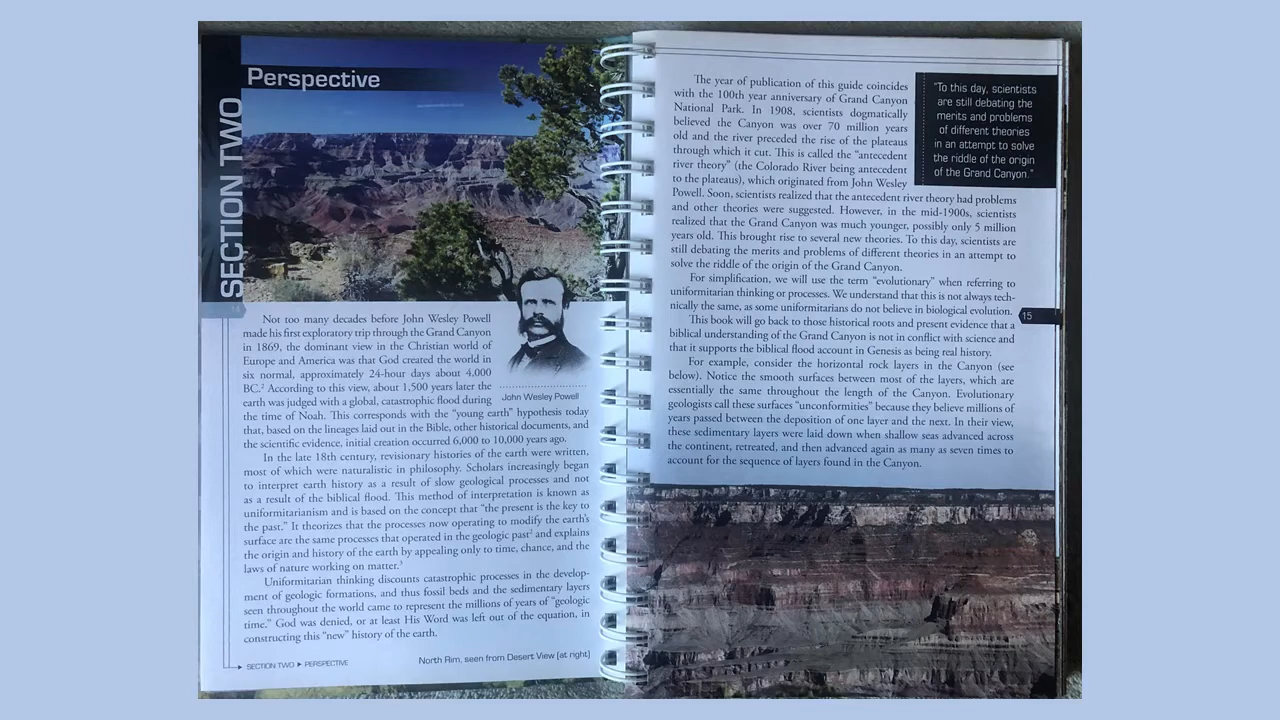 SECTION TWO
Perspective
Not too many decades before John Wesley Powell
made his first exploratory trip through the Grand Canyon
in 1869, the dominant view in the Christian world of
Europe and America was that God created the world in
six normal, approximately 24-hour days about 4,000
BC.² According to this view, about 1,500 years later the
earth was judged with a global, catastrophic flood during
the time of Noah. This corresponds with the “young earth” hypothesis today
that, based on the lineages laid out in the Bible, other historical documents, and
the scientific evidence, initial creation occurred 6,000 to 10,000 years ago.
In the late 18th century, revisionary histories of the earth were written,
most of which were naturalistic in philosophy. Scholars increasingly began
to interpret earth history as a result of slow geological processes and not
as a result of the biblical flood. This method of interpretation is known as
uniformitarianism and is based on the concept that “the present is the key to
the past.” It theorizes that the processes now operating to modify the earth’s
surface are the same processes that operated in the geologic past² and explains
the origin and history of the earth by appealing only to time, chance, and the
laws of nature working on matter.³
Uniformitarian thinking discounts catastrophic processes in the develop-
ment of geologic formations, and thus fossil beds and the sedimentary layers
seen throughout the world came to represent the millions of years of “geologic
time.” God was denied, or at least His Word was left out of the equation, in
constructing this “new” history of the earth.
John Wesley Powell
SECTION TWO ▸ PERSPECTIVE
North Rim, seen from Desert View (at right)
The year of publication of this guide coincides
with the 100th year anniversary of Grand Canyon
National Park. In 1908, scientists dogmatically
believed the Canyon was over 70 million years
old and the river preceded the rise of the plateaus
through which it cut. This is called the “antecedent
river theory” (the Colorado River being antecedent
to the plateaus), which originated from John Wesley
Powell. Soon, scientists realized that the antecedent river theory had problems
and other theories were suggested. However, in the mid-1900s, scientists
realized that the Grand Canyon was much younger, possibly only 5 million
years old. This brought rise to several new theories. To this day, scientists are
still debating the merits and problems of different theories in an attempt to
solve the riddle of the origin of the Grand Canyon.
For simplification, we will use the term “evolutionary” when referring to
uniformitarian thinking or processes. We understand that this is not always tech-
nically the same, as some uniformitarians do not believe in biological evolution.
This book will go back to those historical roots and present evidence that a
biblical understanding of the Grand Canyon is not in conflict with science and
that it supports the biblical flood account in Genesis as being real history.
For example, consider the horizontal rock layers in the Canyon (see
below). Notice the smooth surfaces between most of the layers, which are
essentially the same throughout the length of the Canyon. Evolutionary
geologists call these surfaces “unconformities” because they believe millions of
years passed between the deposition of one layer and the next. In their view,
these sedimentary layers were laid down when shallow seas advanced across
the continent, retreated, and then advanced again as many as seven times to
account for the sequence of layers found in the Canyon.
“To this day, scientists
are still debating the
merits and problems
of different theories
in an attempt to solve
the riddle of the origin
of the Grand Canyon.”
15